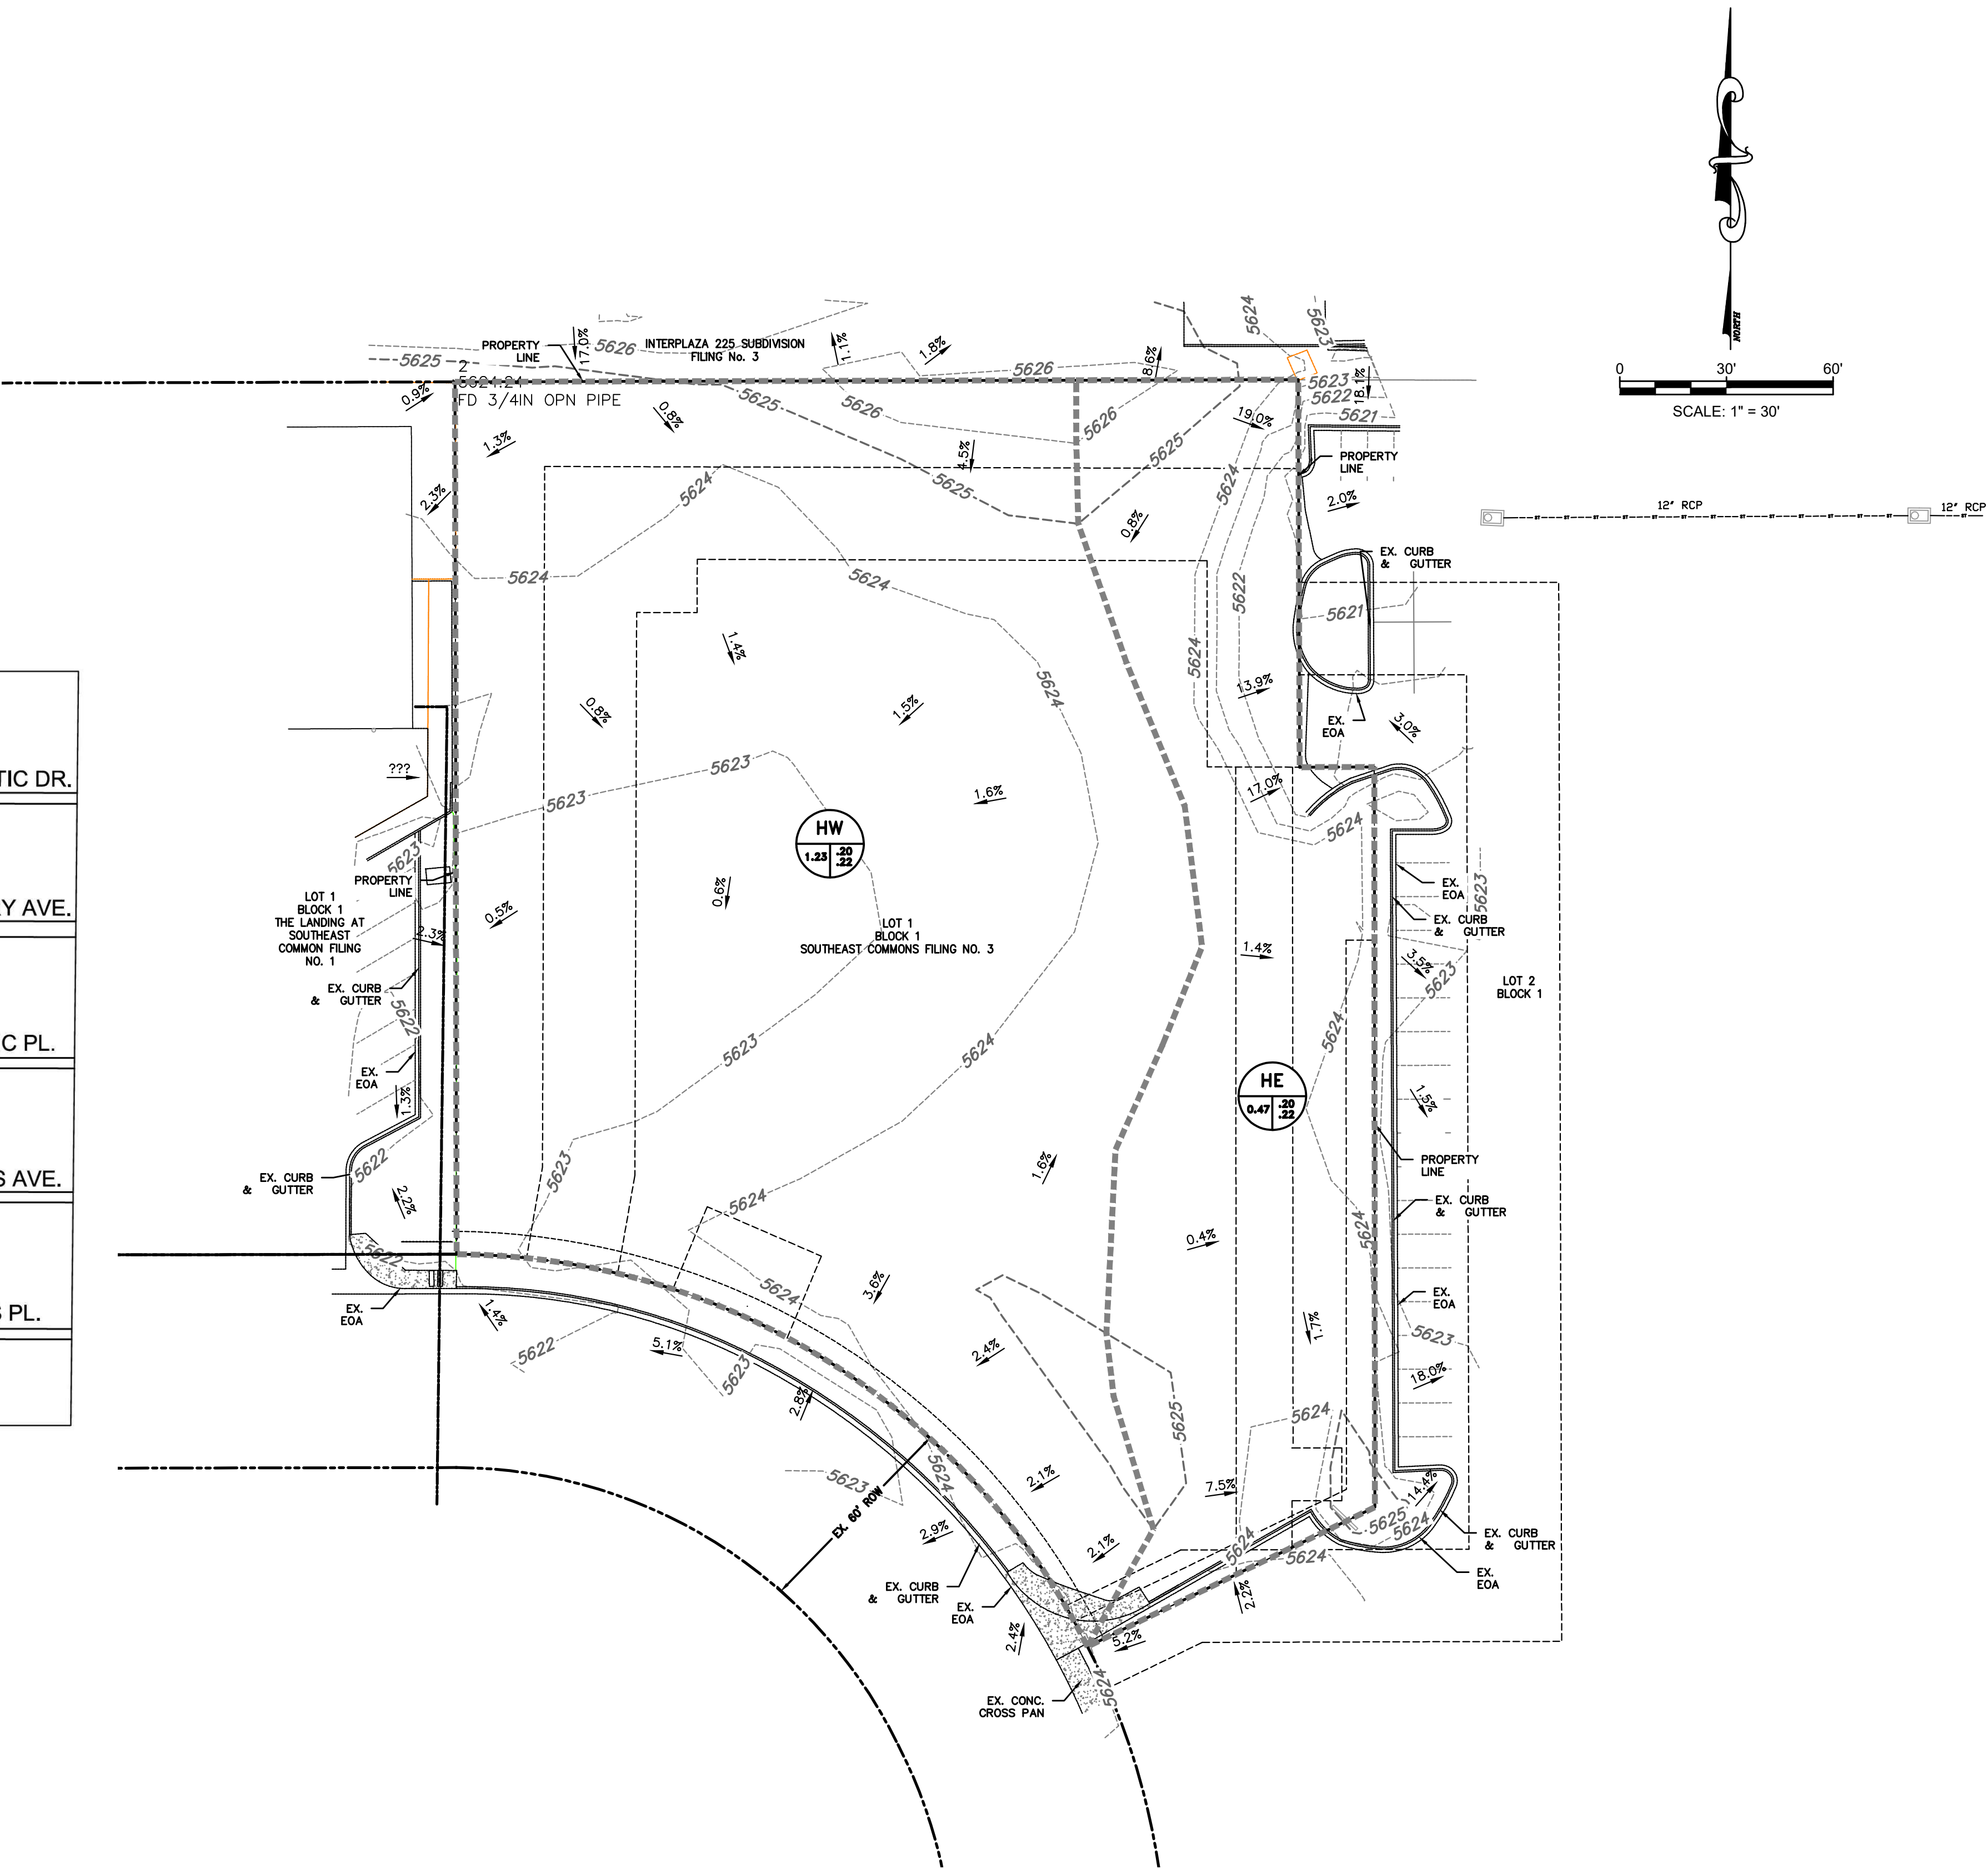 NORTH
0 30' 60'
SCALE: 1" = 30'
5624
5623
PROPERTY
LINE
17.0%
5626
INTERPLAZA 225 SUBDIVISION
FILING No. 3
1.1%
1.8%
8.6%
5625
2
5624.24
FD 3/4IN OPN PIPE
0.9%
5626
5623
5622
18.1%
5621
1.3%
0.8%
5625
5626
5626
4.5%
19.0%
5625
PROPERTY
LINE
2.3%
5624
5625
5624
2.0%
12" RCP
12" RCP
0.8%
EX. CURB
& GUTTER
5624
5624
5622
5621
1.4%
5624
5624
13.9%
0.8%
1.5%
EX.
EOA
3.0%
???
5623
5623
1.6%
17.0%
5624
TIC DR.
HW
1.23 .20
.22
5623
PROPERTY
LINE
0.6%
EX.
EOA
5623
LOT 1
BLOCK 1
THE LANDING AT
SOUTHEAST
COMMON FILING
NO. 1
Y AVE.
0.5%
2.3%
LOT 1
BLOCK 1
SOUTHEAST COMMONS FILING NO. 3
EX. CURB
& GUTTER
1.4%
3.5%
5623
LOT 2
BLOCK 1
EX. CURB
& GUTTER
5622
C PL.
5623
5624
5624
EX.
EOA
1.3%
HE
0.47 .20
.22
1.5%
5622
5623
1.6%
PROPERTY
LINE
S AVE.
EX. CURB
& GUTTER
2.2%
5624
EX. CURB
& GUTTER
5624
0.4%
5622
5624
3.6%
EX.
EOA
S PL.
EX.
EOA
1.4%
1.7%
5622
5.1%
5623
2.4%
5623
2.8%
18.0%
5625
5624
5623
5624
2.1%
7.5%
14.4%
EX. 60' ROW
2.9%
2.1%
5624
5625
5624
5624
EX. CURB
& GUTTER
EX. CURB
& GUTTER
EX.
EOA
EX.
EOA
2.2%
2.4%
5.2%
5624
EX. CONC.
CROSS PAN